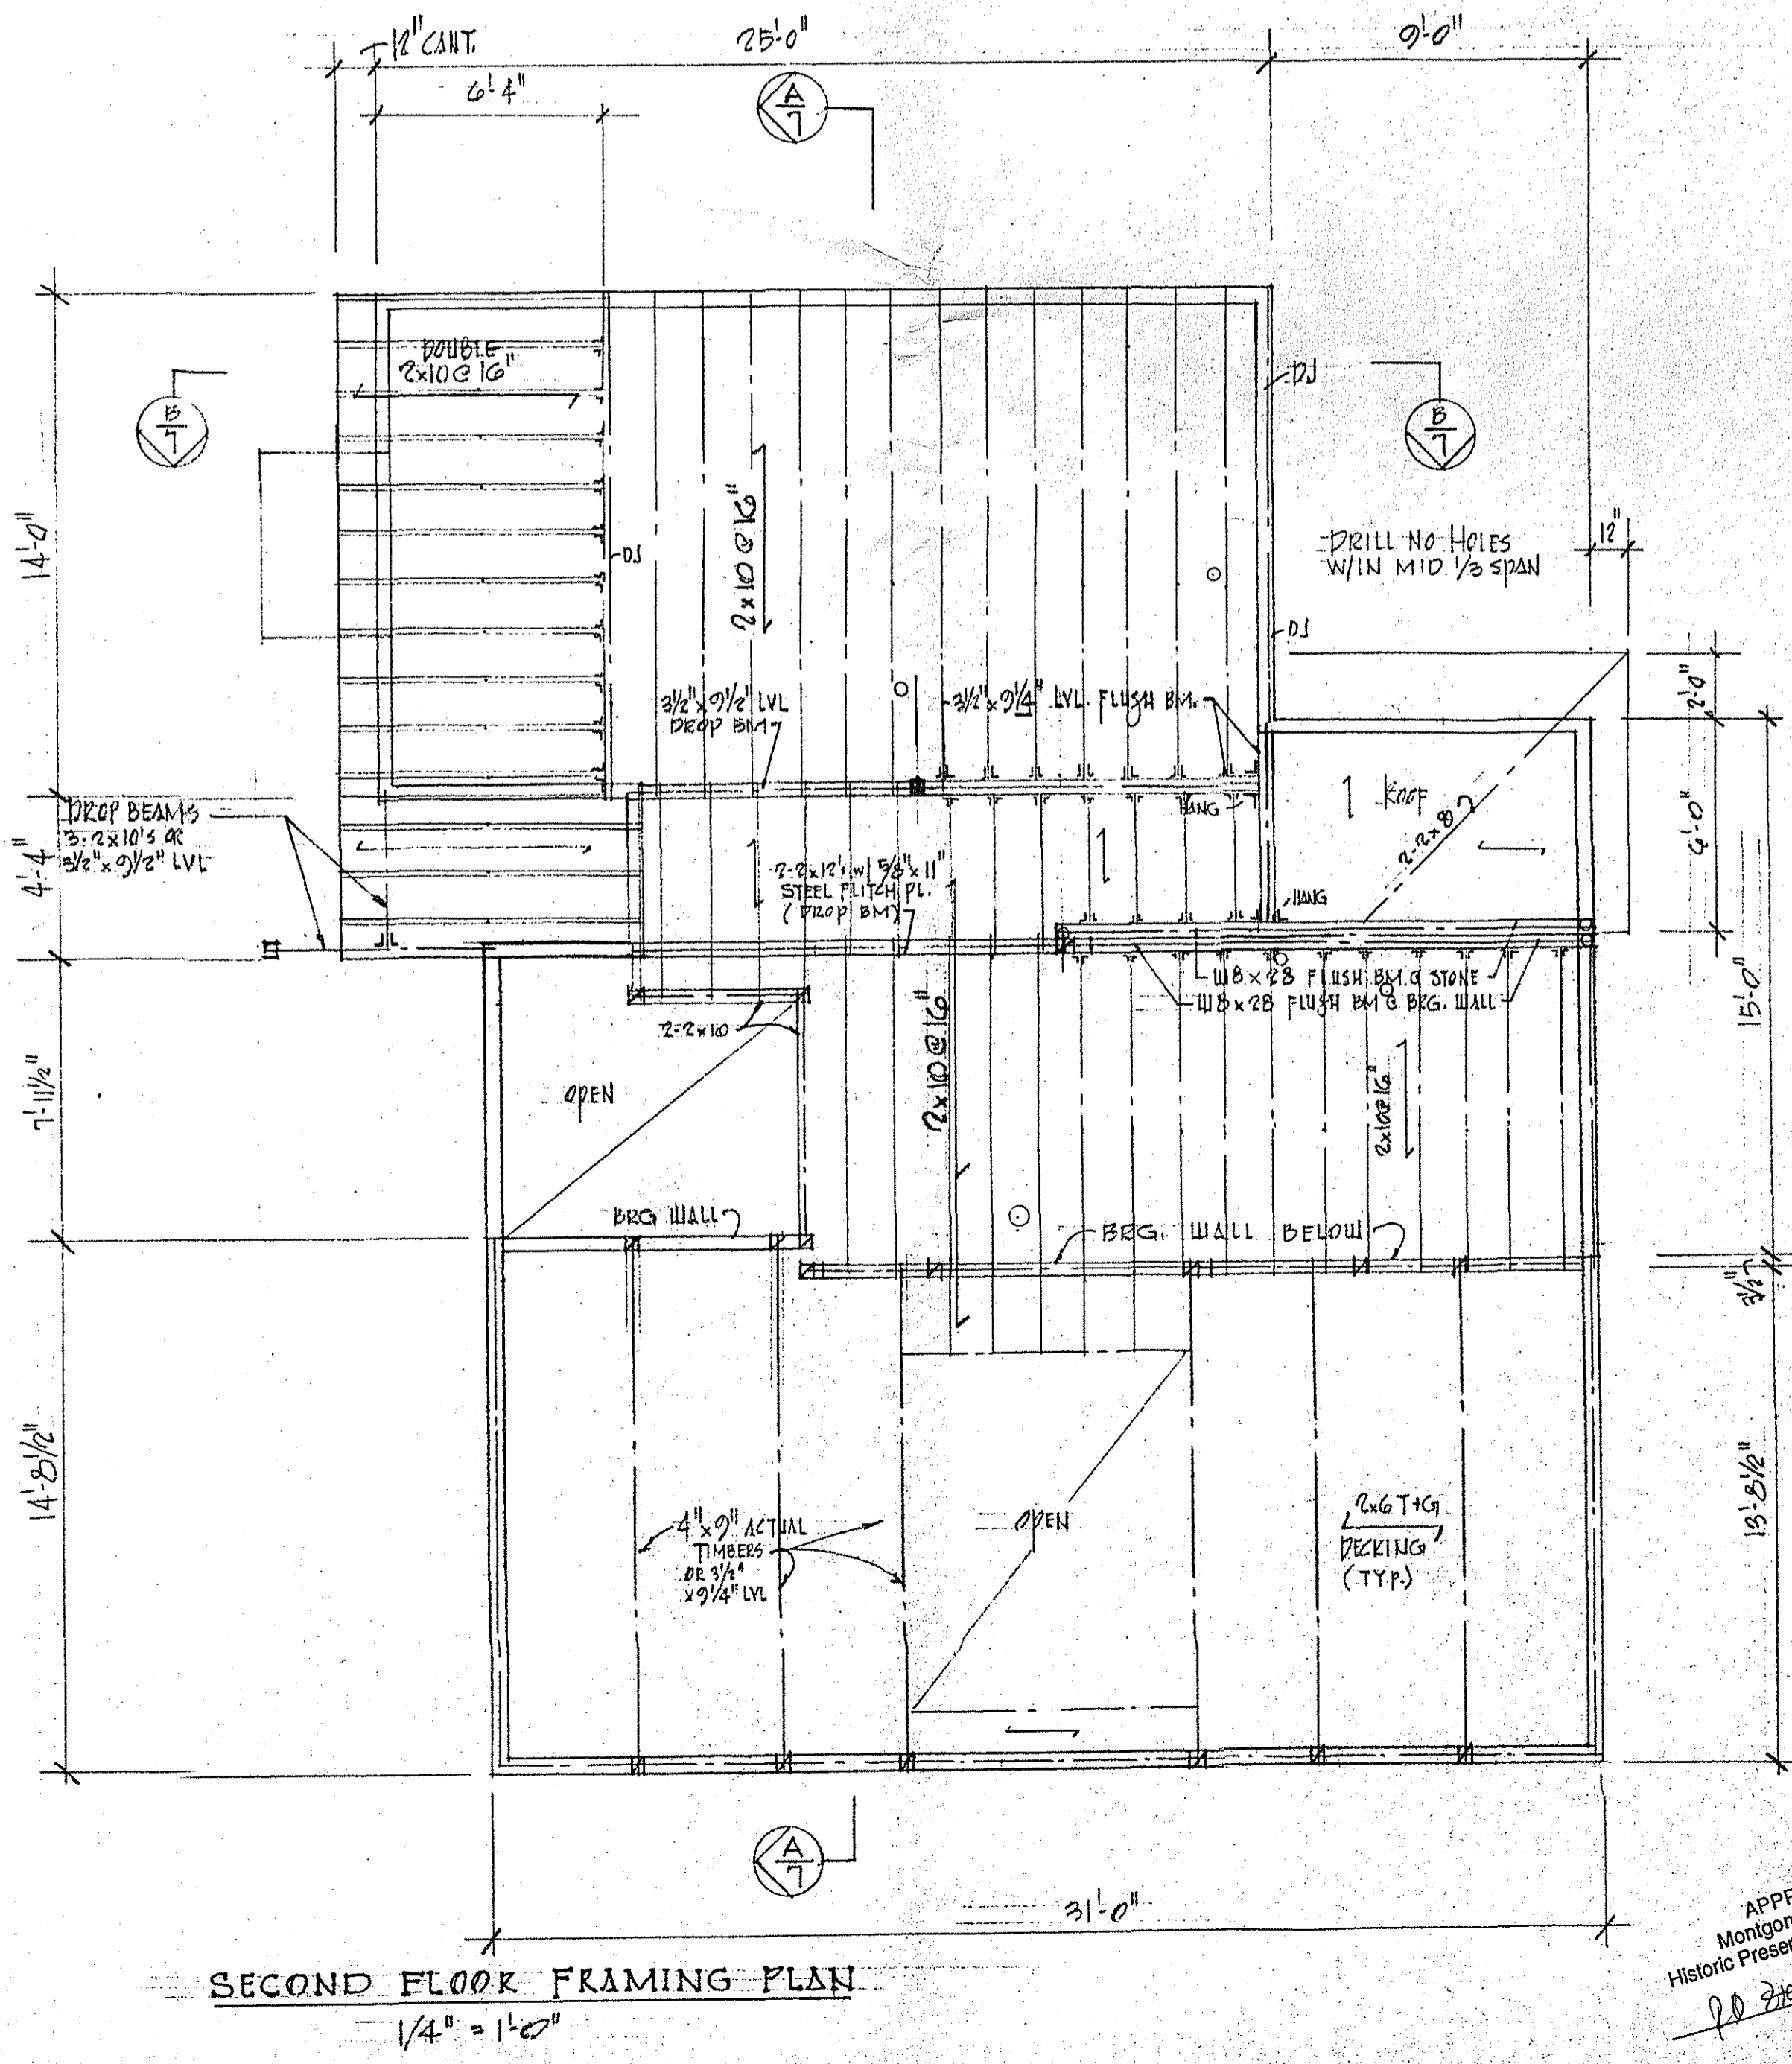 12" CANT.
25'-0"
9'-0"
6'-4"
A
7
DOUBLE
2x10 @ 16"
DJ
B
7
B
7
14'-0"
2x10 @ 16"
DJ
DRILL NO HOLES
W/IN MID. 1/3 SPAN
12"
DJ
2'-0"
3 1/2" x 9 1/2" LVL
DROP BM
3 1/2" x 9 1/4" LVL FLUSH BM.
DROP BEAMS
3-2x10'S OR
3 1/2" x 9 1/2" LVL
4'-4"
HANG
ROOF
2-2x8
6'-0"
2-2x12's w/ 5/8" x 11"
STEEL FLITCH PL.
(DROP BM)
HANG
W8x28 FLUSH BM @ STONE
W8x28 FLUSH BM @ BRG. WALL
15'-0"
2-2x10
7'-11 1/2"
OPEN
2x10 @ 16"
2x10 @ 16"
BRG WALL
BRG. WALL BELOW
3 1/2"
14'-8 1/2"
4" x 9" ACTUAL
TIMBERS
OR 3 1/2"
x 9 1/4" LVL
OPEN
2x6 T+G
DECKING
(TYP.)
13'-8 1/2"
A
7
31'-0"
SECOND FLOOR FRAMING PLAN
1/4" = 1'-0"
Historic